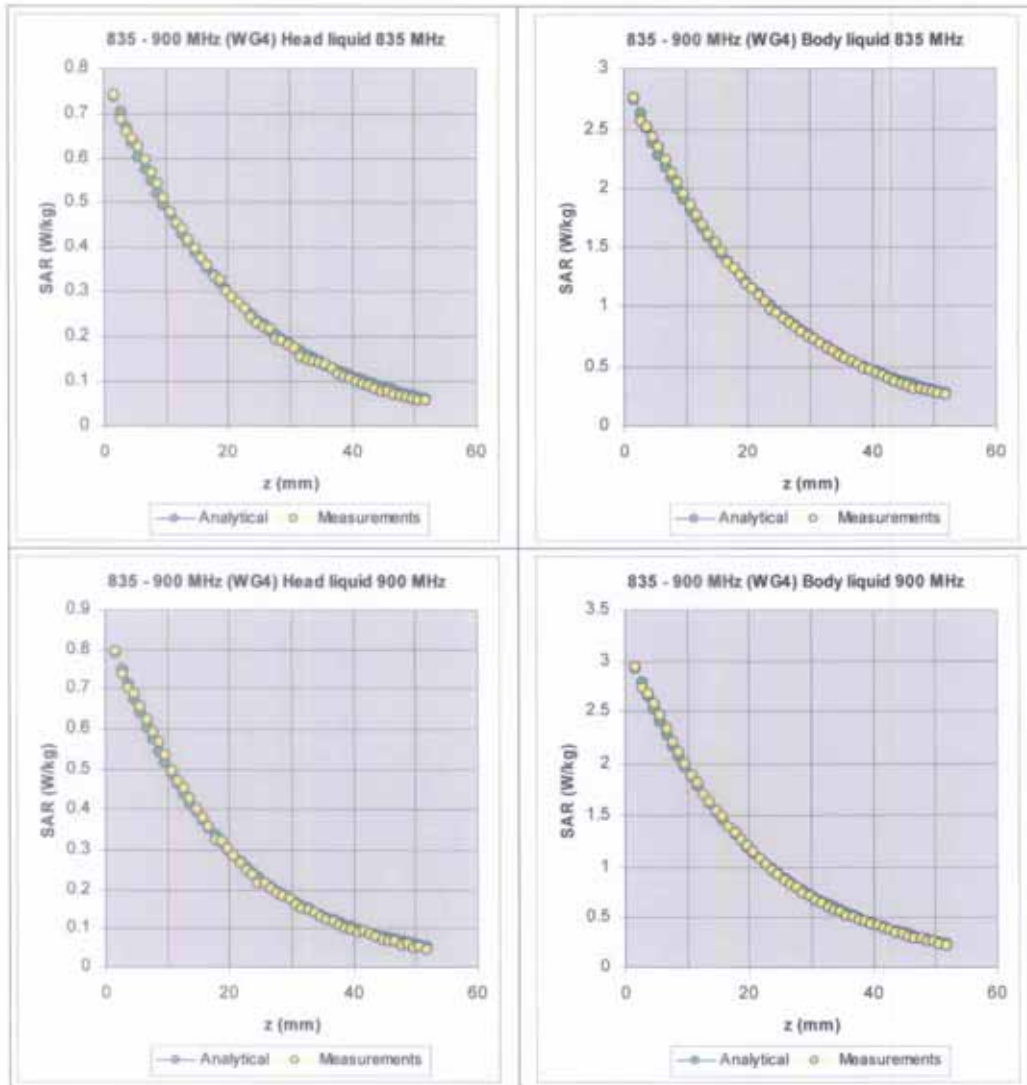 835 - 900 MHz (WG4) Head liquid 835 MHz
0.8
0.7
0.6
0.5
0.4
0.3
0.2
0.1
0
SAR (W/kg)
0 20 40 60
z (mm)
Analytical Measurements
835 - 900 MHz (WG4) Body liquid 835 MHz
3
2.5
2
1.5
1
0.5
0
SAR (W/kg)
0 20 40 60
z (mm)
Analytical Measurements
835 - 900 MHz (WG4) Head liquid 900 MHz
0.9
0.8
0.7
0.6
0.5
0.4
0.3
0.2
0.1
0
SAR (W/kg)
0 20 40 60
z (mm)
Analytical Measurements
835 - 900 MHz (WG4) Body liquid 900 MHz
3.5
3
2.5
2
1.5
1
0.5
0
SAR (W/kg)
0 20 40 60
z (mm)
Analytical Measurements